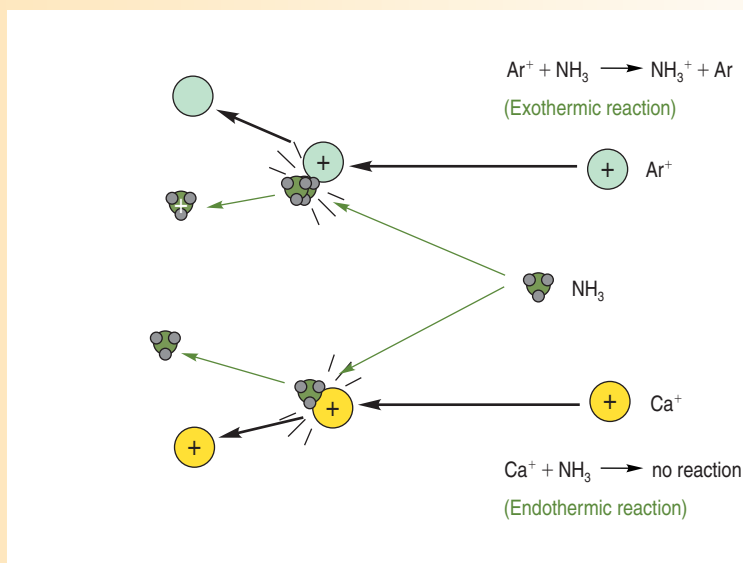 Ar⁺ + NH₃ ⟶ NH₃⁺ + Ar
(Exothermic reaction)
+
+
Ar⁺
+
NH₃
+
+
Ca⁺
+
Ca⁺ + NH₃ ⟶ no reaction
(Endothermic reaction)